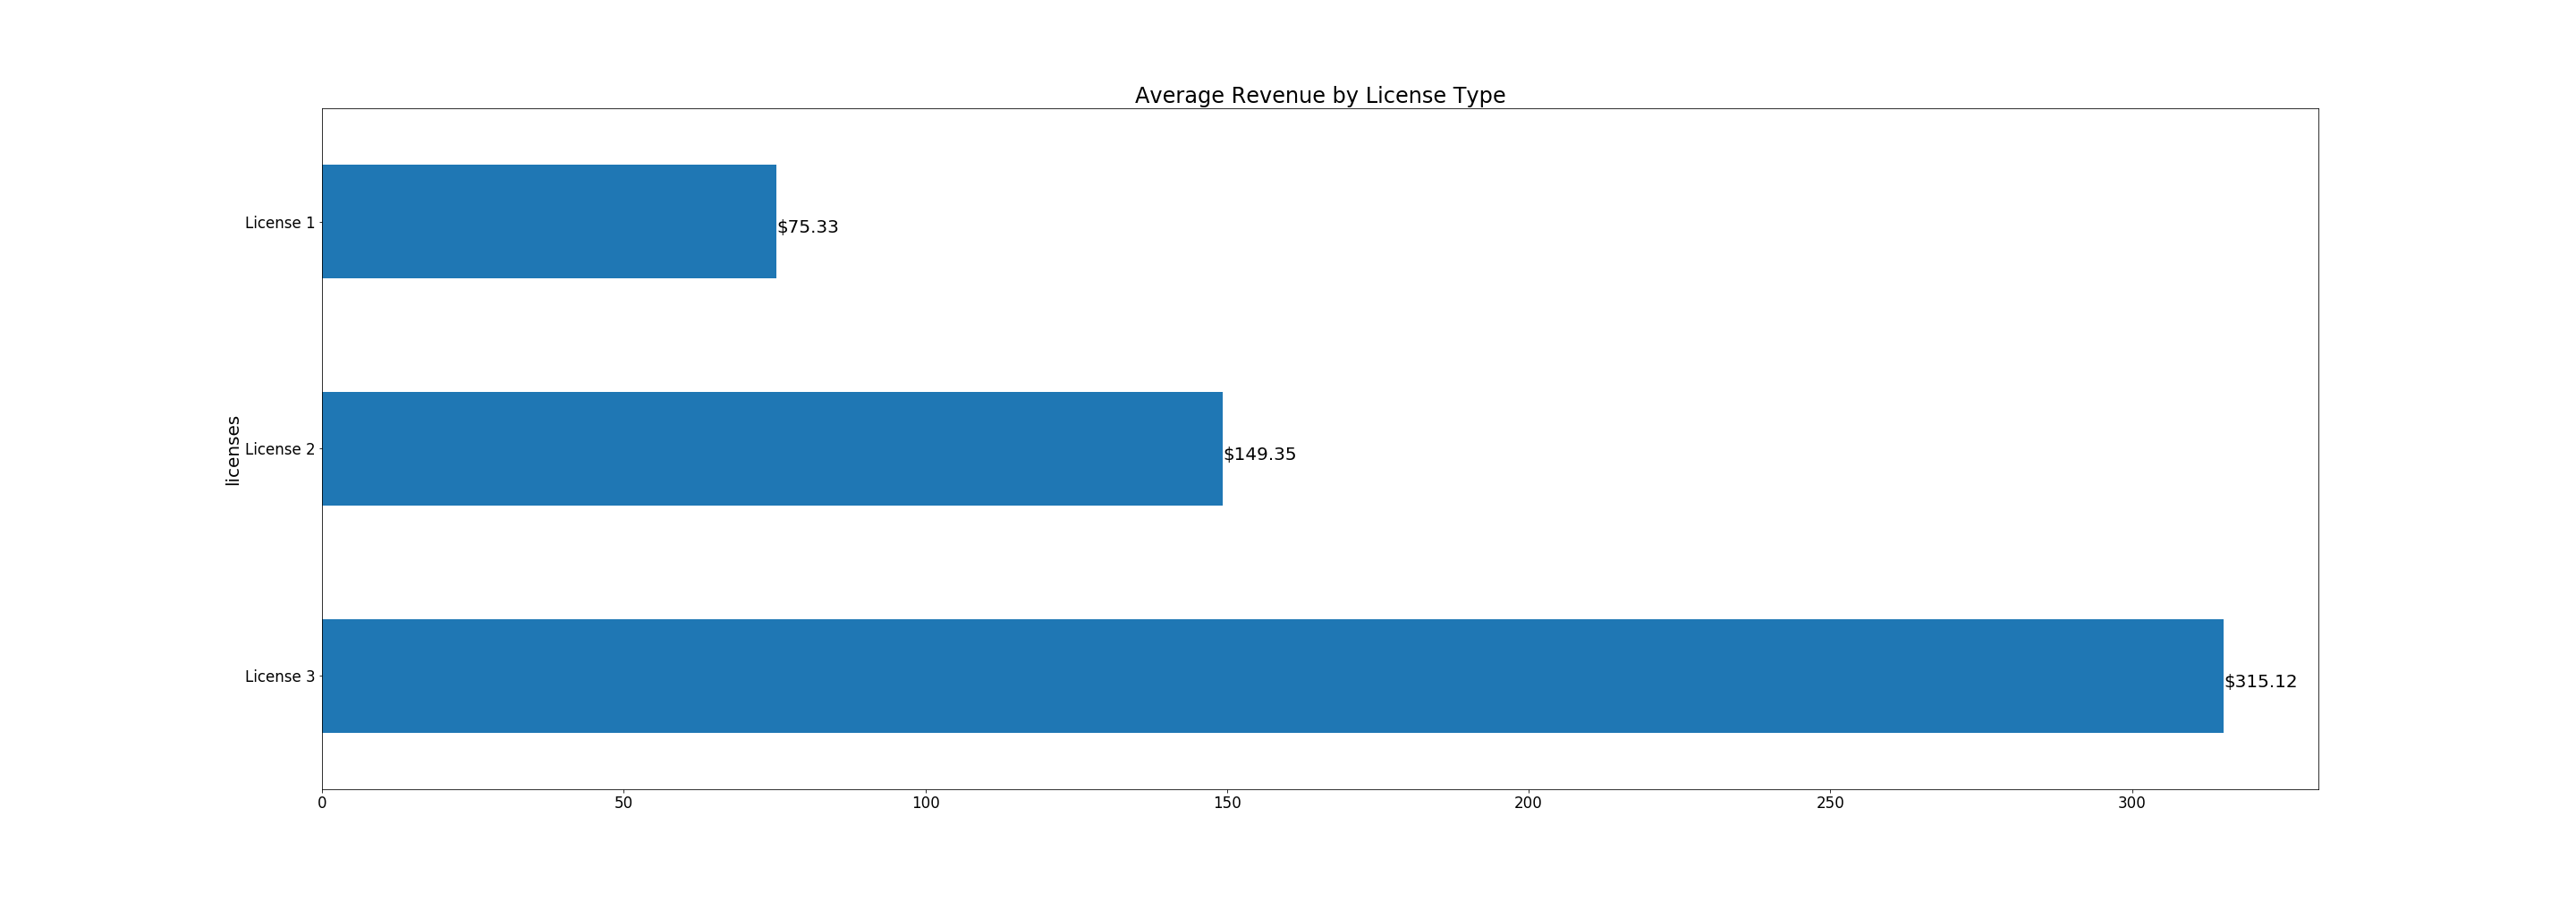 Average Revenue by License Type
License 1
$75.33
licenses
License 2
$149.35
License 3
$315.12
0 50 100 150 200 250 300